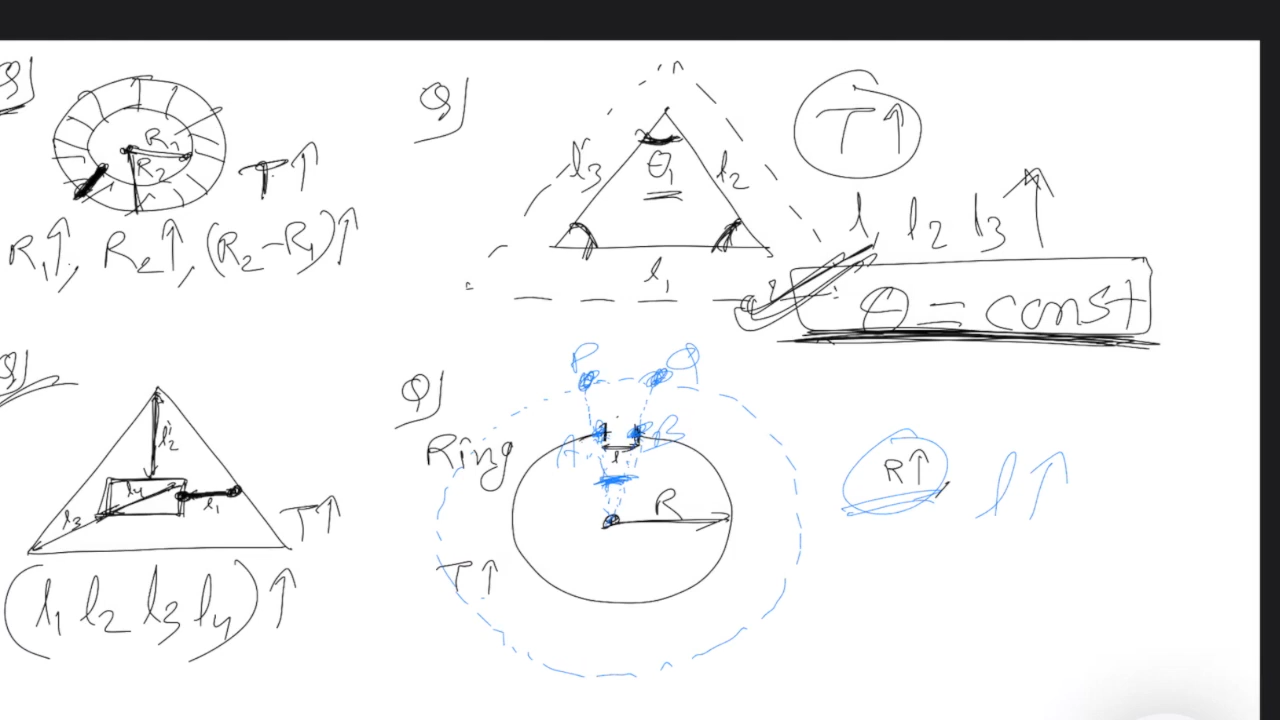 Q]
R₁
R₂
T↑
R₁↑, R₂↑, (R₂-R₁)↑
Q]
θ₁
l₃
l₂
l₁
T↑
l₁ l₂ l₃↑
θ = const
Q]
l₂
l₄
l₁
l₃
T↑
(l₁ l₂ l₃ l₄)↑
Q]
Ring
P
Q
A
B
l
R
T↑
R↑
l↑